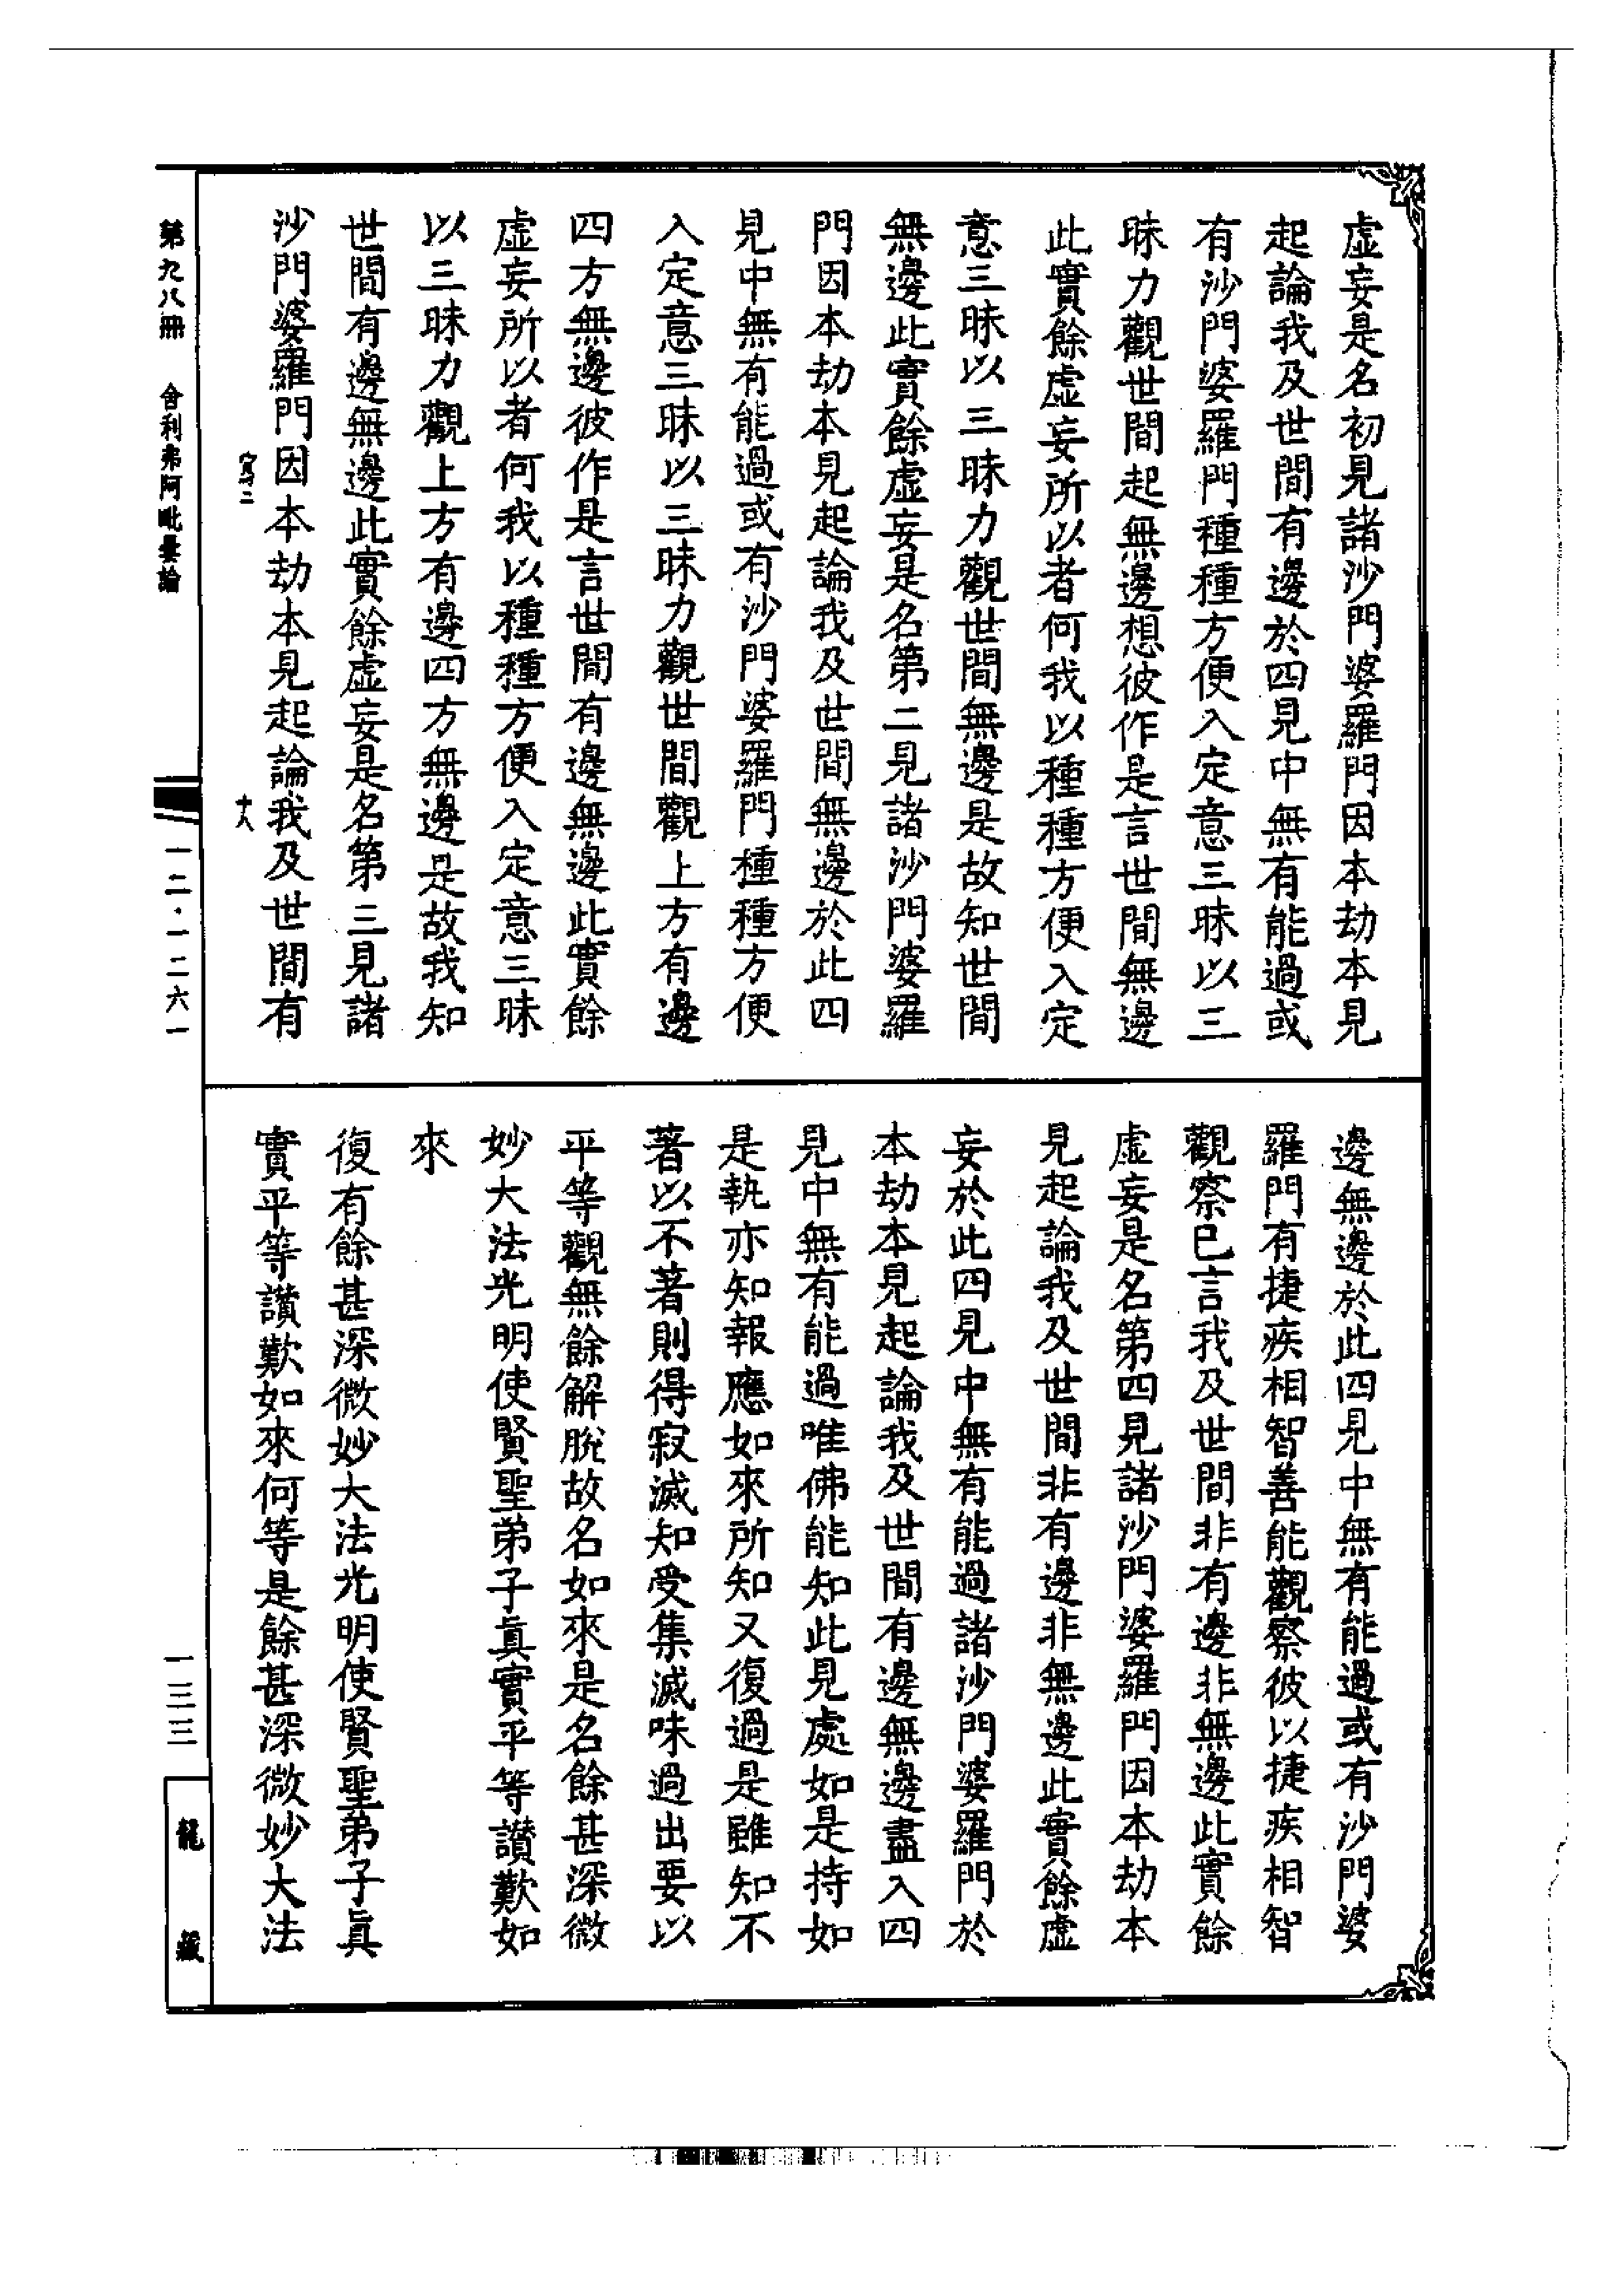 虛妄是名初見諸沙門婆羅門因本劫本見
起論我及世間有邊於四見中無有能過或
有沙門婆羅門種種方便入定意三昧以三
昧力觀世間起無邊想彼作是言世間無邊
此實餘虛妄所以者何我以種種方便入定
意三昧以三昧力觀世間無邊是故知世間
無邊此實餘虛妄是名第二見諸沙門婆羅
門因本劫本見起論我及世間無邊於此四
見中無有能過或有沙門婆羅門種種方便
入定意三昧以三昧力觀世間觀上方有邊
四方無邊彼作是言世間有邊無邊此實餘
虛妄所以者何我以種種方便入定意三昧
以三昧力觀上方有邊四方無邊是故我知
世間有邊無邊此實餘虛妄是名第三見諸
沙門婆羅門因本劫本見起論我及世間有
十八
邊無邊於此四見中無有能過或有沙門婆
羅門有捷疾相智善能觀察彼以捷疾相智
觀察已言我及世間非有邊非無邊此實餘
虛妄是名第四見諸沙門婆羅門因本劫本
見起論我及世間非有邊非無邊此實餘虛
妄於此四見中無有能過諸沙門婆羅門於
本劫本見起論我及世間有邊無邊盡入四
見中無有能過唯佛能知此見處如是持如
是執亦知報應如來所知又復過是雖知不
著以不著則得寂滅知受集滅味過出要以
平等觀無餘解脫故名如來是名餘甚深微
妙大法光明使賢聖弟子真實平等讚歎如
來
復有餘甚深微妙大法光明使賢聖弟子真
實平等讚歎如來何等是餘甚深微妙大法
第九八冊 舍利弗阿毗曇論
一二·一二六一
一三三
龍藏